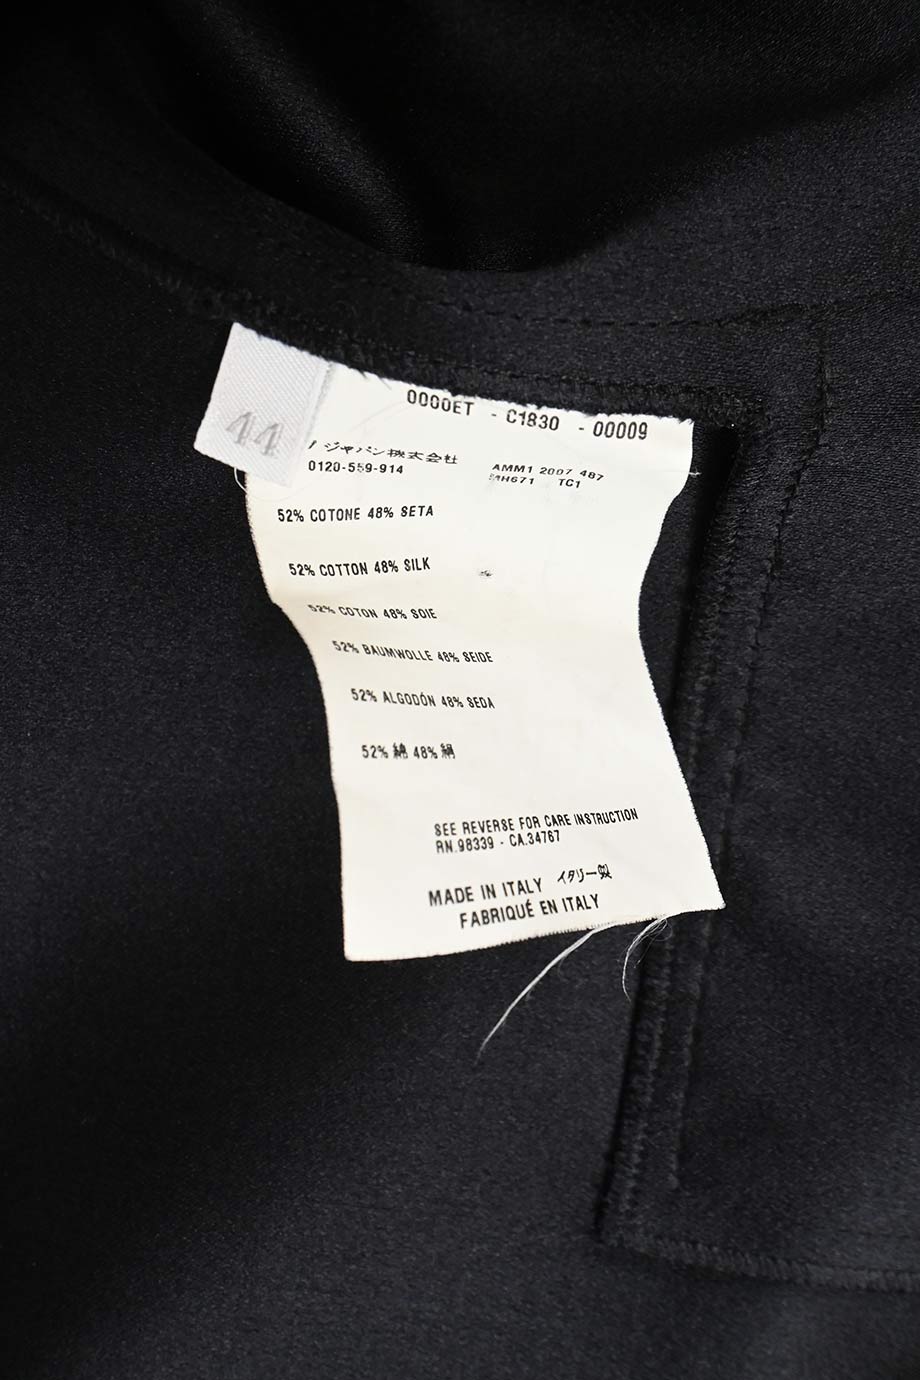 44
0000ET - C1830 - 00009
ジャパン株式会社
0120-559-914
AMM1 2007 487
MH671 TC1
52% COTONE 48% SETA
52% COTTON 48% SILK
52% COTON 48% SOIE
52% BAUMWOLLE 48% SEIDE
52% ALGODÓN 48% SEDA
52% 綿 48% 絹
SEE REVERSE FOR CARE INSTRUCTION
RN.98339 - CA.34767
MADE IN ITALY イタリー製
FABRIQUÉ EN ITALY